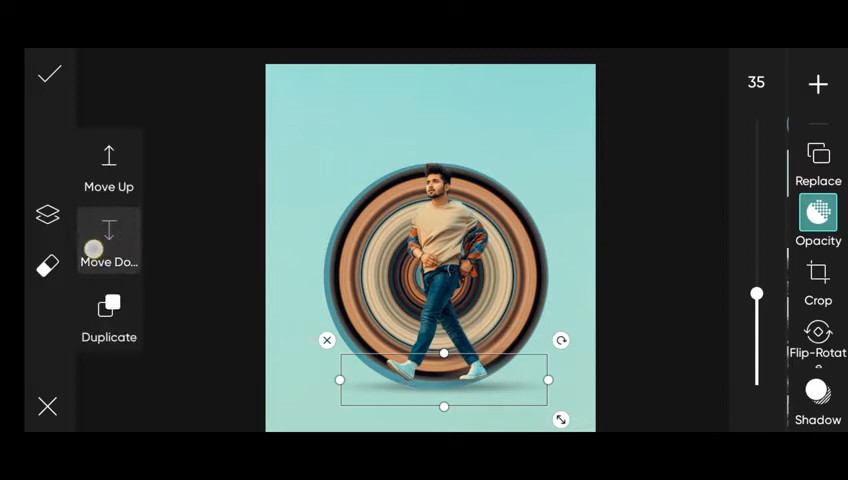 35
Move Up
Replace
Opacity
Move Do...
Crop
Duplicate
Flip-Rotat
Shadow